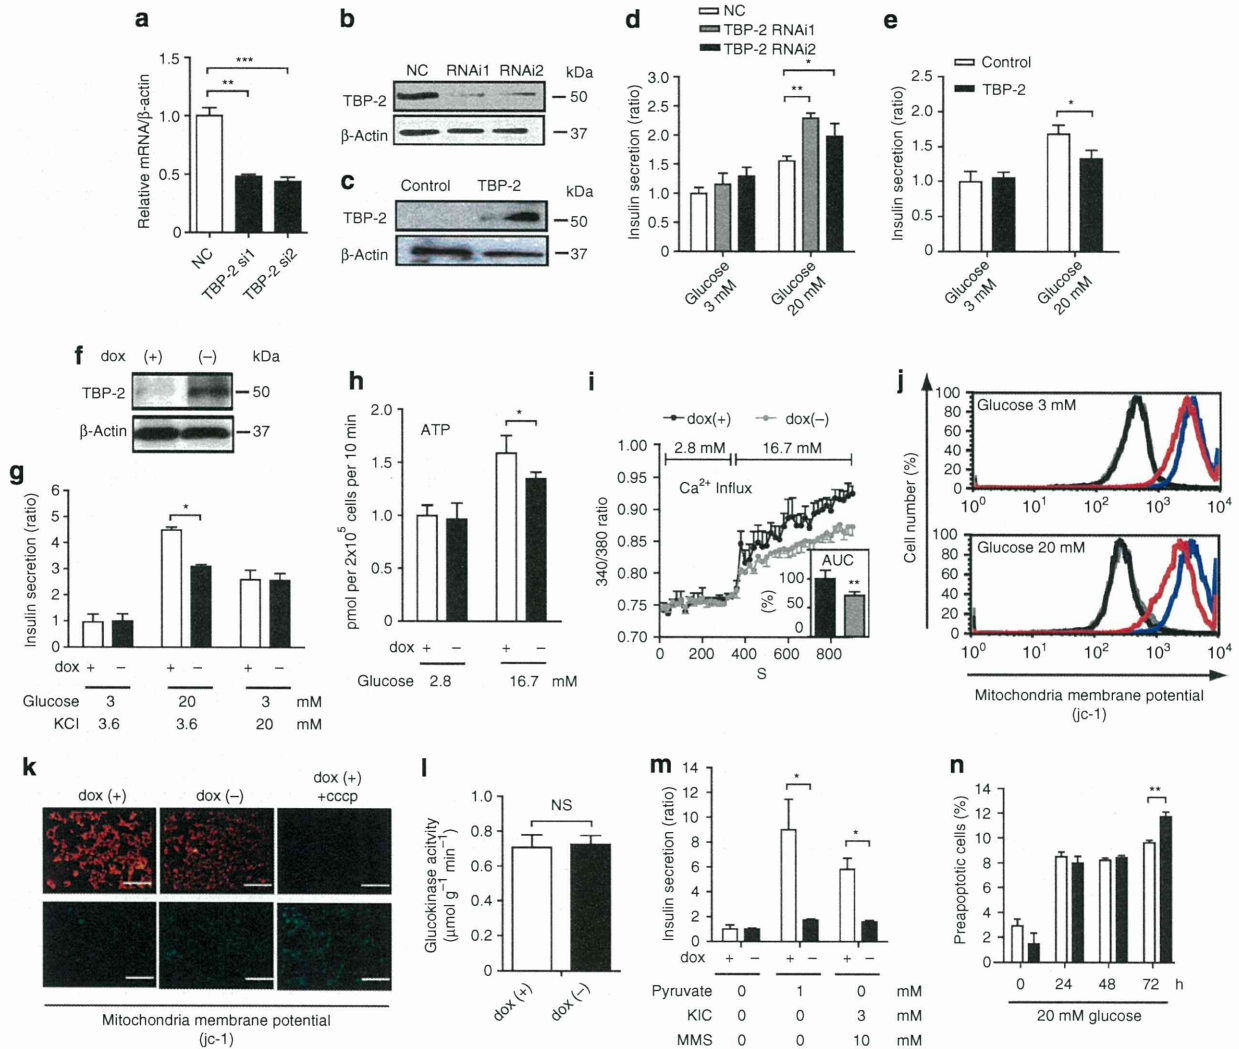 a
1.5
1.0
0.5
0
Relative mRNA/β-actin
***
**
NC
TBP-2 si1
TBP-2 si2
b
NC RNAi1 RNAi2 kDa
TBP-2 50
β-Actin 37
c
Control TBP-2 kDa
TBP-2 50
β-Actin 37
d
NC
TBP-2 RNAi1
TBP-2 RNAi2
3.0
2.5
2.0
1.5
1.0
0.5
0
Insulin secretion (ratio)
*
**
Glucose 3 mM
Glucose 20 mM
e
Control
TBP-2
2.5
2.0
1.5
1.0
0.5
0
Insulin secretion (ratio)
*
Glucose 3 mM
Glucose 20 mM
f
dox (+) (−) kDa
TBP-2 50
β-Actin 37
g
6
5
4
3
2
1
0
Insulin secretion (ratio)
*
dox + − + − + −
Glucose 3 20 3 mM
KCl 3.6 3.6 20 mM
h
2.0
1.5
1.0
0.5
0
pmol per 2x10⁵ cells per 10 min
ATP
*
dox + − + −
Glucose 2.8 16.7 mM
i
dox(+) dox(−)
1.00
0.95
0.90
0.85
0.80
0.75
0.70
340/380 ratio
2.8 mM 16.7 mM
Ca²⁺ Influx
AUC
100
50
0
(%)
**
0 200 400 600 800
S
j
Cell number (%)
100
80
60
40
20
0
Glucose 3 mM
10⁰ 10¹ 10² 10³ 10⁴
100
80
60
40
20
0
Glucose 20 mM
10⁰ 10¹ 10² 10³ 10⁴
Mitochondria membrane potential
(jc-1)
k
dox (+) dox (−) dox (+)
+cccp
Mitochondria membrane potential
(jc-1)
l
1.0
0.8
0.6
0.4
0.2
0
Glucokinase acitvity
(μmol g⁻¹ min⁻¹)
NS
dox (+)
dox (−)
m
14
12
10
8
6
4
2
0
Insulin secretion (ratio)
*
*
dox + − + − + −
Pyruvate 0 1 0 mM
KIC 0 0 3 mM
MMS 0 0 10 mM
n
14
12
10
8
6
4
2
0
Preapoptotic cells (%)
**
0 24 48 72 h
20 mM glucose